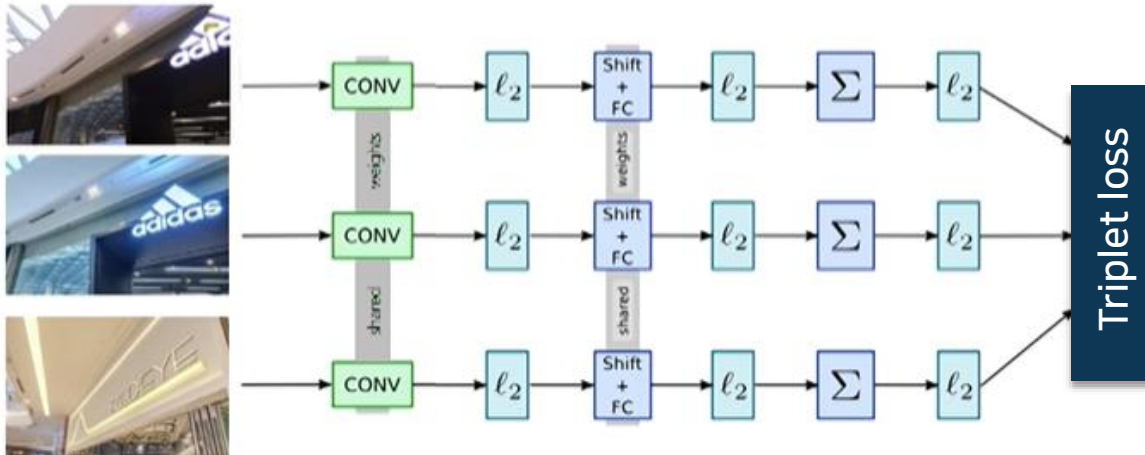 adidas
CONV
ℓ₂
Shift
+
FC
ℓ₂
Σ
ℓ₂
weights
weights
adidas
CONV
ℓ₂
Shift
+
FC
ℓ₂
Σ
ℓ₂
Triplet loss
shared
shared
CONV
ℓ₂
Shift
+
FC
ℓ₂
Σ
ℓ₂